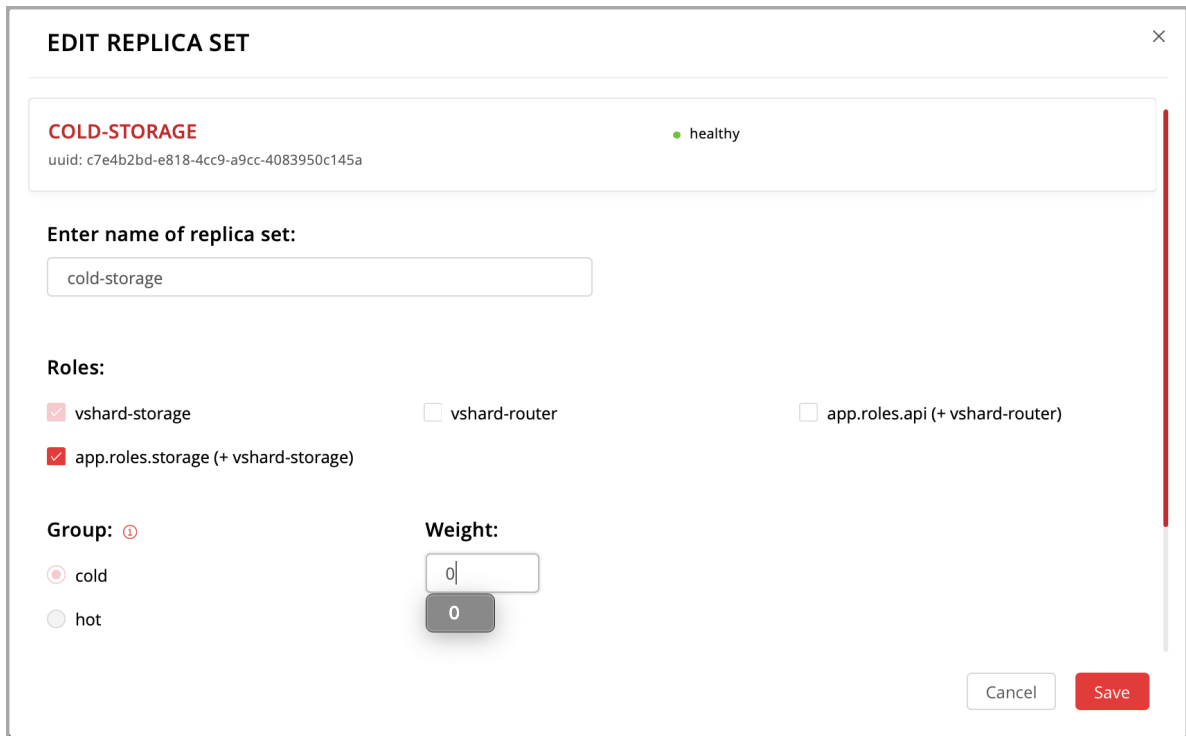 EDIT REPLICA SET
COLD-STORAGE
healthy
uuid: c7e4b2bd-e818-4cc9-a9cc-4083950c145a
Enter name of replica set:
cold-storage
Roles:
vshard-storage
vshard-router
app.roles.api (+ vshard-router)
app.roles.storage (+ vshard-storage)
Group:
Weight:
cold
0
0
hot
Cancel
Save